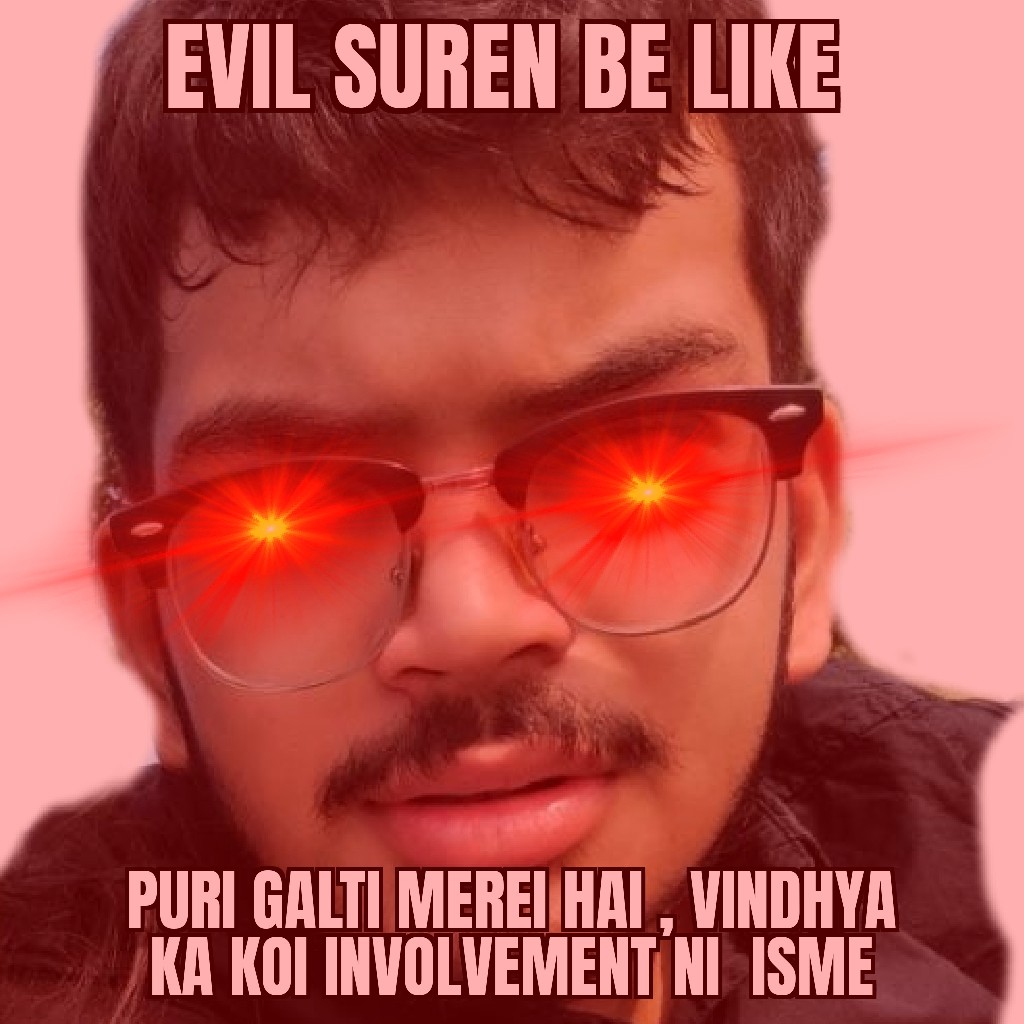 EVIL SUREN BE LIKE
PURI GALTI MEREI HAI , VINDHYA
KA KOI INVOLVEMENT NI ISME